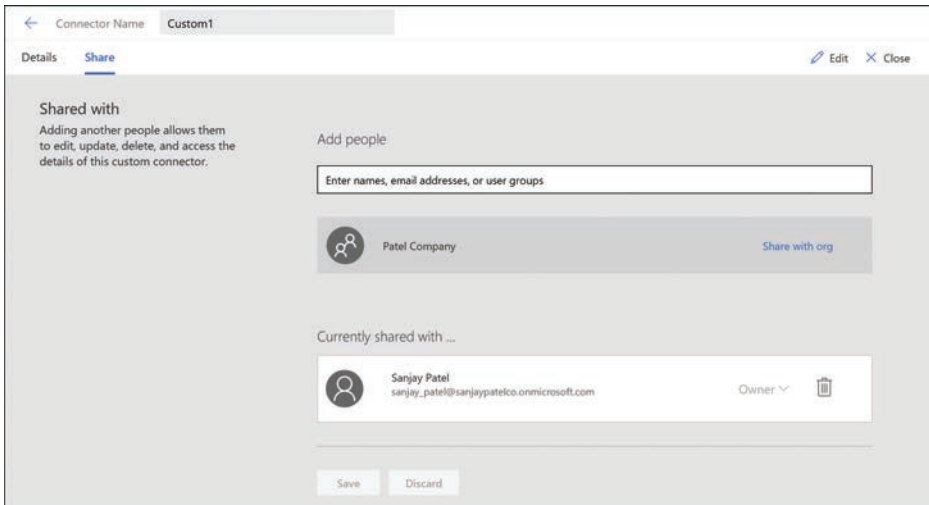 Connector Name Custom1
Details Share Edit Close
Shared with
Adding another people allows them
to edit, update, delete, and access the
details of this custom connector.
Add people
Enter names, email addresses, or user groups
Patel Company Share with org
Currently shared with ...
Sanjay Patel
sanjay_patel@sanjaypatelco.onmicrosoft.com
Owner
Save Discard